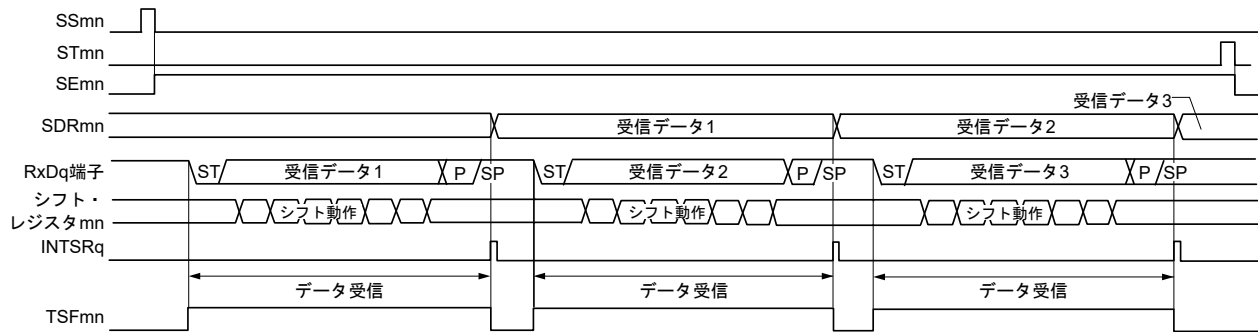 SSmn
STmn
SEmn
受信データ3
SDRmn 受信データ1 受信データ2
RxDq端子 ST 受信データ1 P SP ST 受信データ2 P SP ST 受信データ3 P SP
シフト・
レジスタmn シフト動作 シフト動作 シフト動作
INTSRq
データ受信 データ受信 データ受信
TSFmn